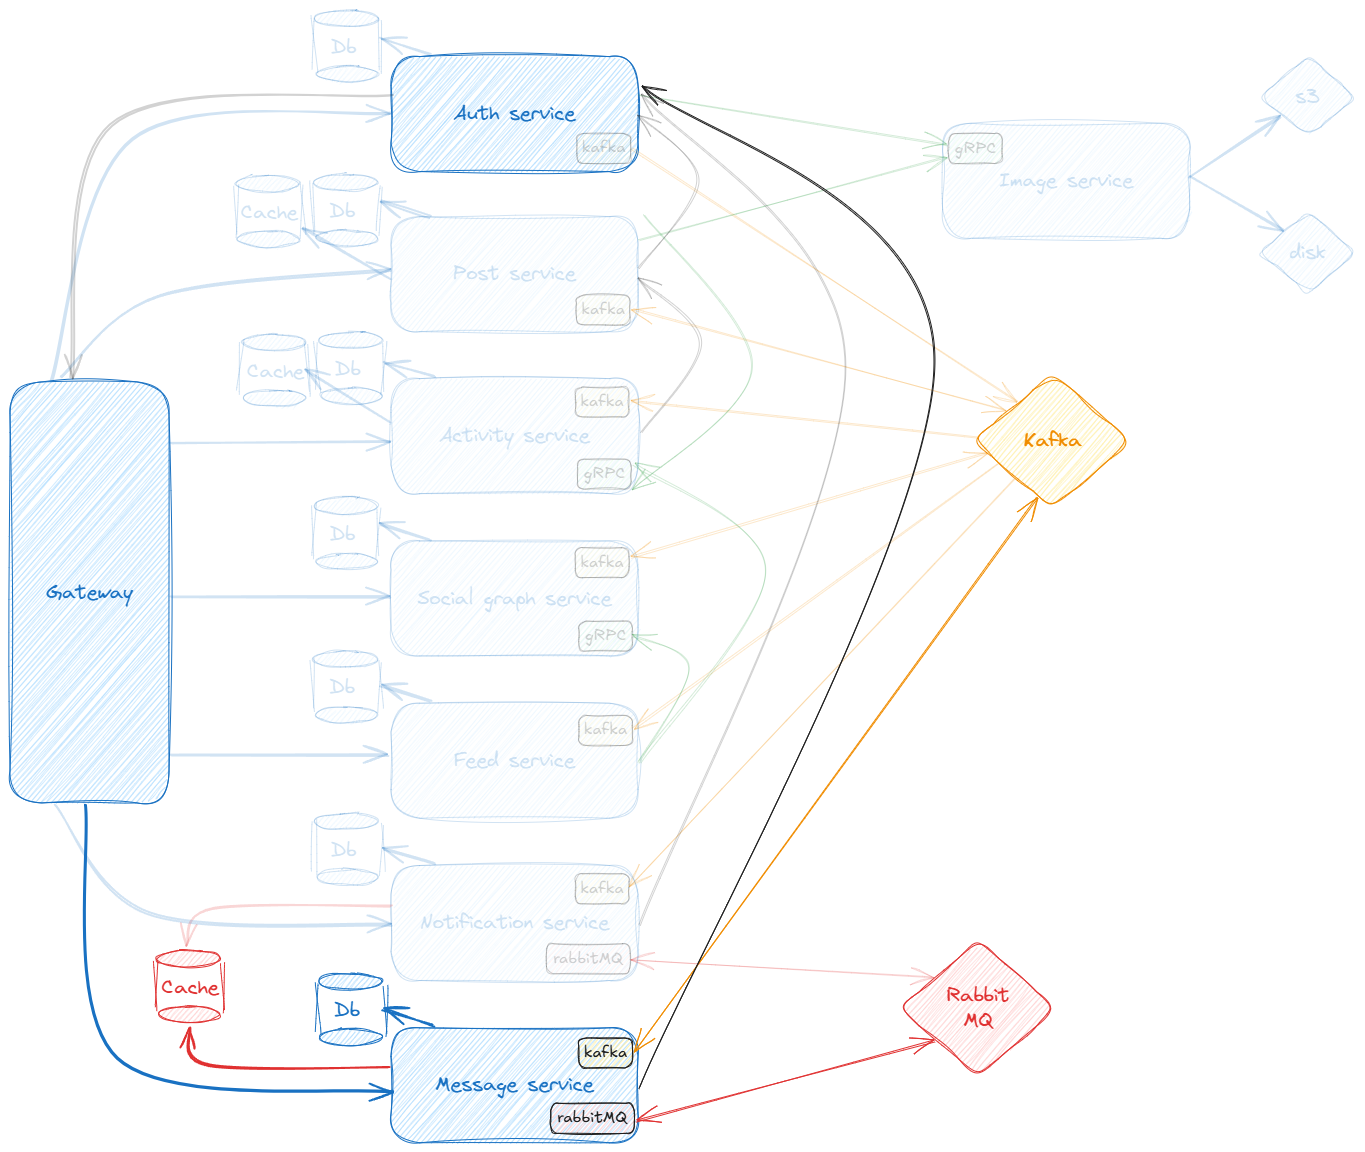 Db
Auth service
kafka
s3
gRPC
Image service
disk
Cache
Db
Post service
kafka
Cache
Db
kafka
Activity service
gRPC
Kafka
Db
kafka
Social graph service
gRPC
Gateway
Db
kafka
Feed service
Db
kafka
Notification service
rabbitMQ
Cache
Db
Rabbit
MQ
kafka
Message service
rabbitMQ